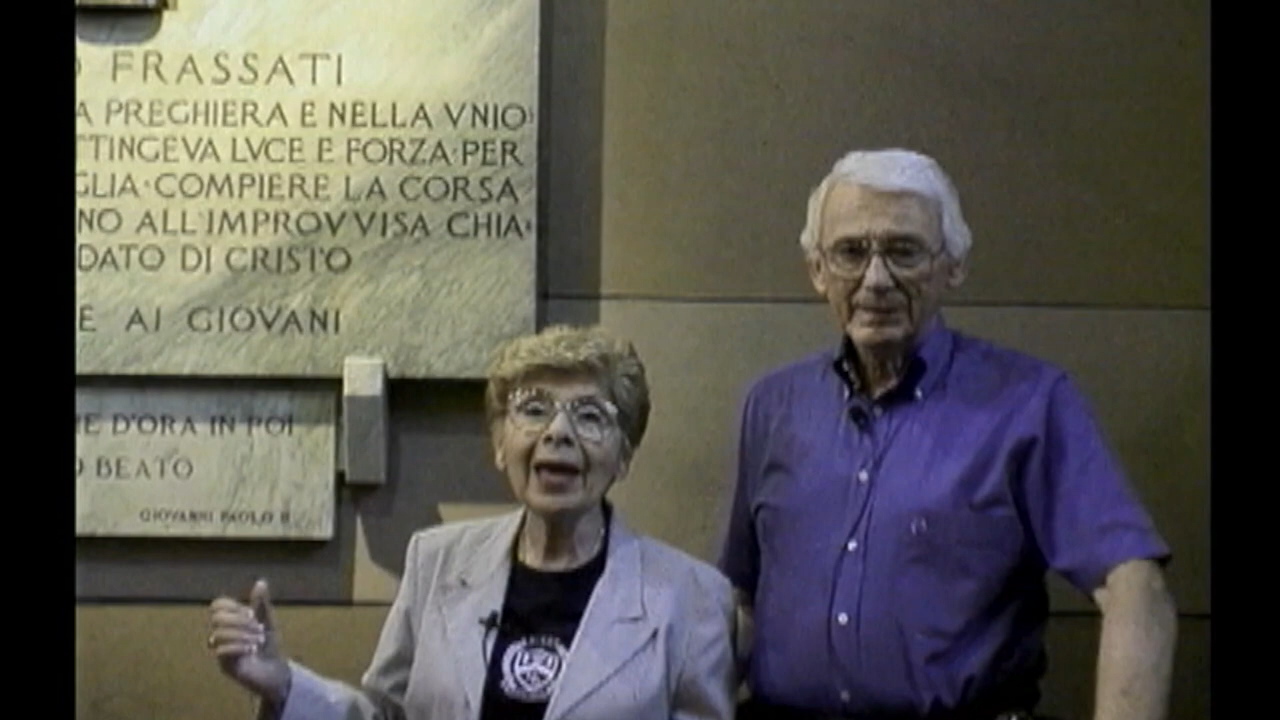 O FRASSATI
A PREGHIERA E NELLA VNIO
TTINGEVA LVCE E FORZA·PER
GLIA·COMPIERE LA CORSA
NO ALL'IMPROVVISA CHIA
DATO DI CRISTO
E AI GIOVANI
E D'ORA IN POI
O BEATO
GIOVANNI PAOLO II